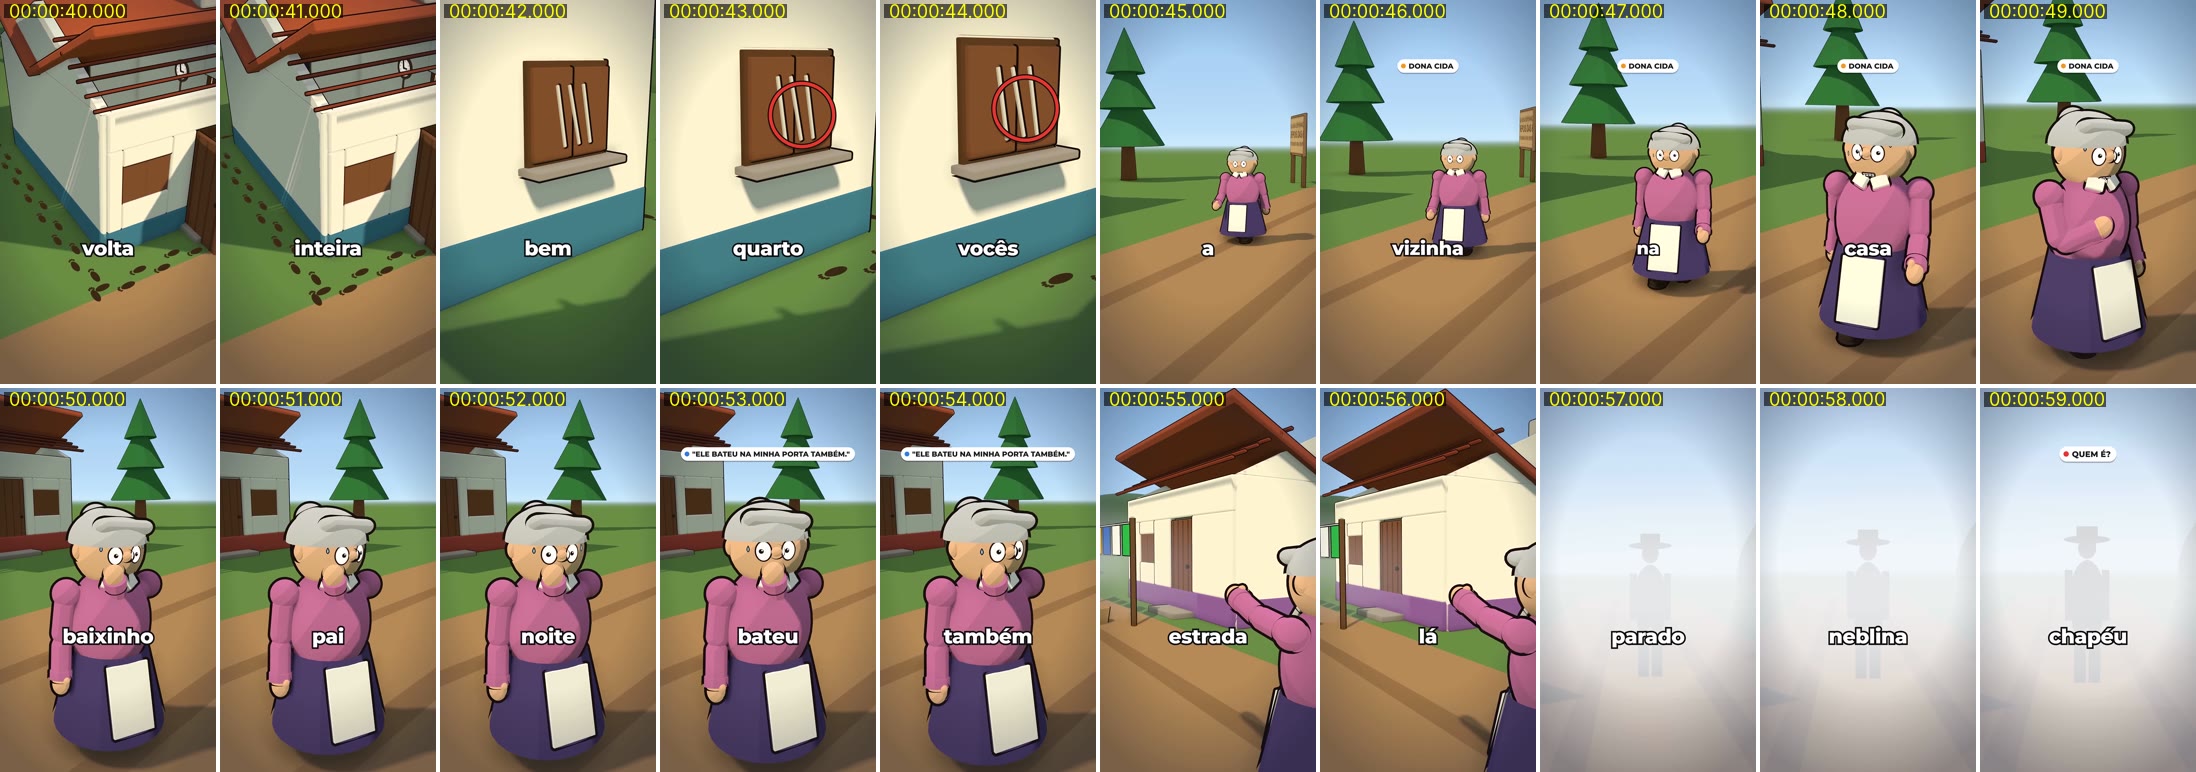 00:00:40.000
volta
00:00:41.000
inteira
00:00:42.000
bem
00:00:43.000
quarto
00:00:44.000
vocês
00:00:45.000
a
00:00:46.000
DONA CIDA
vizinha
00:00:47.000
DONA CIDA
na
00:00:48.000
DONA CIDA
casa
00:00:49.000
DONA CIDA
00:00:50.000
baixinho
00:00:51.000
pai
00:00:52.000
noite
00:00:53.000
"ELE BATEU NA MINHA PORTA TAMBÉM."
bateu
00:00:54.000
"ELE BATEU NA MINHA PORTA TAMBÉM."
também
00:00:55.000
estrada
00:00:56.000
lá
00:00:57.000
parado
00:00:58.000
neblina
00:00:59.000
QUEM É?
chapéu